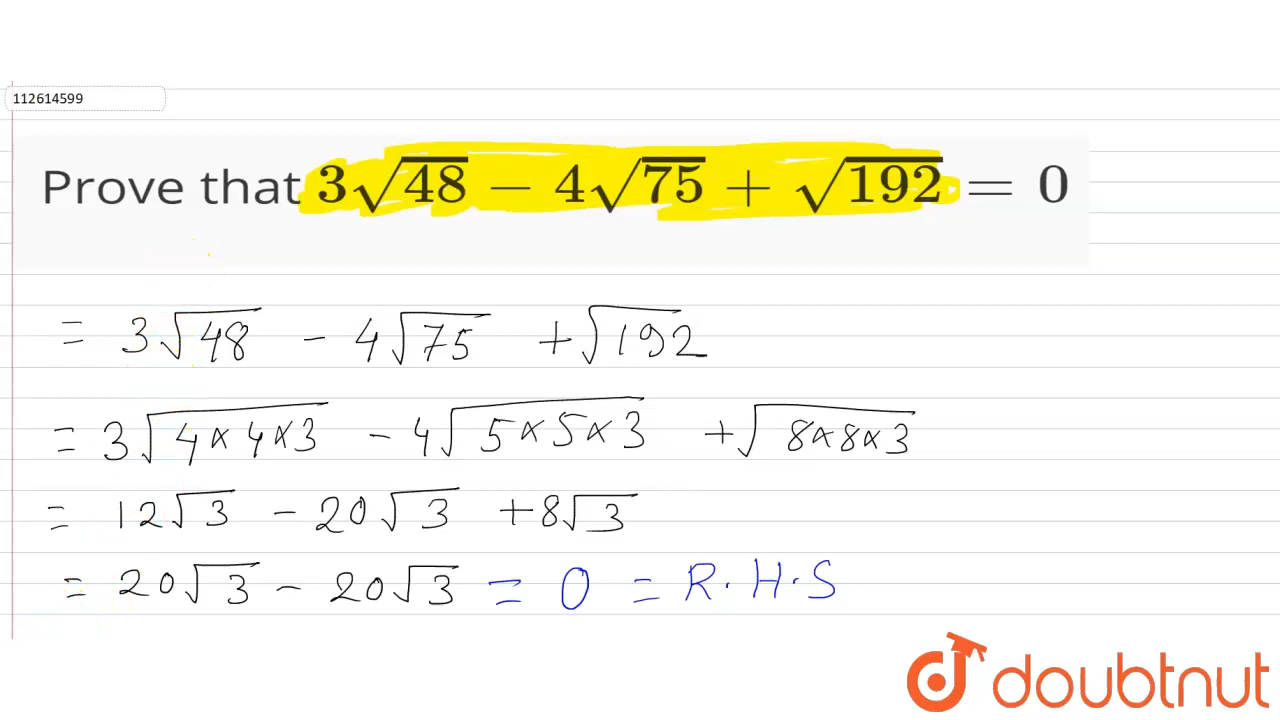 112614599
Prove that 3√48 − 4√75 + √192 = 0
= 3√48 - 4√75 +√192
= 3√4×4×3 - 4√5×5×3 +√8×8×3
= 12√3 - 20√3 +8√3
= 20√3 - 20√3 = 0 = R.H.S
doubtnut